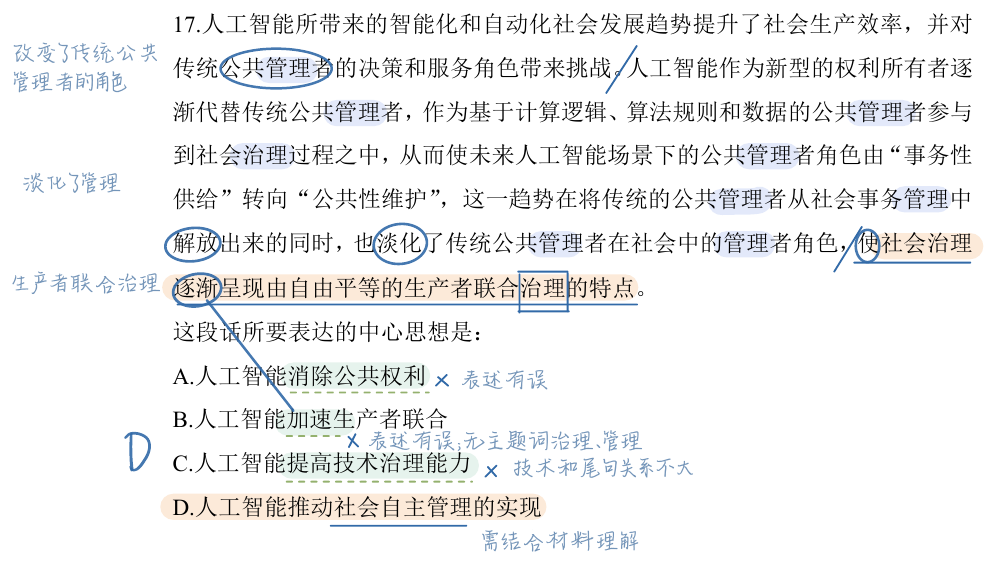 17.人工智能所带来的智能化和自动化社会发展趋势提升了社会生产效率，并对
改变了传统公共
传统公共管理者的决策和服务角色带来挑战。人工智能作为新型的权利所有者逐
管理者的角色
渐代替传统公共管理者，作为基于计算逻辑、算法规则和数据的公共管理者参与
到社会治理过程之中，从而使未来人工智能场景下的公共管理者角色由“事务性
淡化了管理
供给”转向“公共性维护”，这一趋势在将传统的公共管理者从社会事务管理中
解放出来的同时，也淡化了传统公共管理者在社会中的管理者角色，使社会治理
生产者联合治理
逐渐呈现由自由平等的生产者联合治理的特点。
这段话所要表达的中心思想是：
A.人工智能消除公共权利 × 表述有误
B.人工智能加速生产者联合
× 表述有误;无主题词治理、管理
D
C.人工智能提高技术治理能力 × 技术和尾句关系不大
D.人工智能推动社会自主管理的实现
需结合材料理解